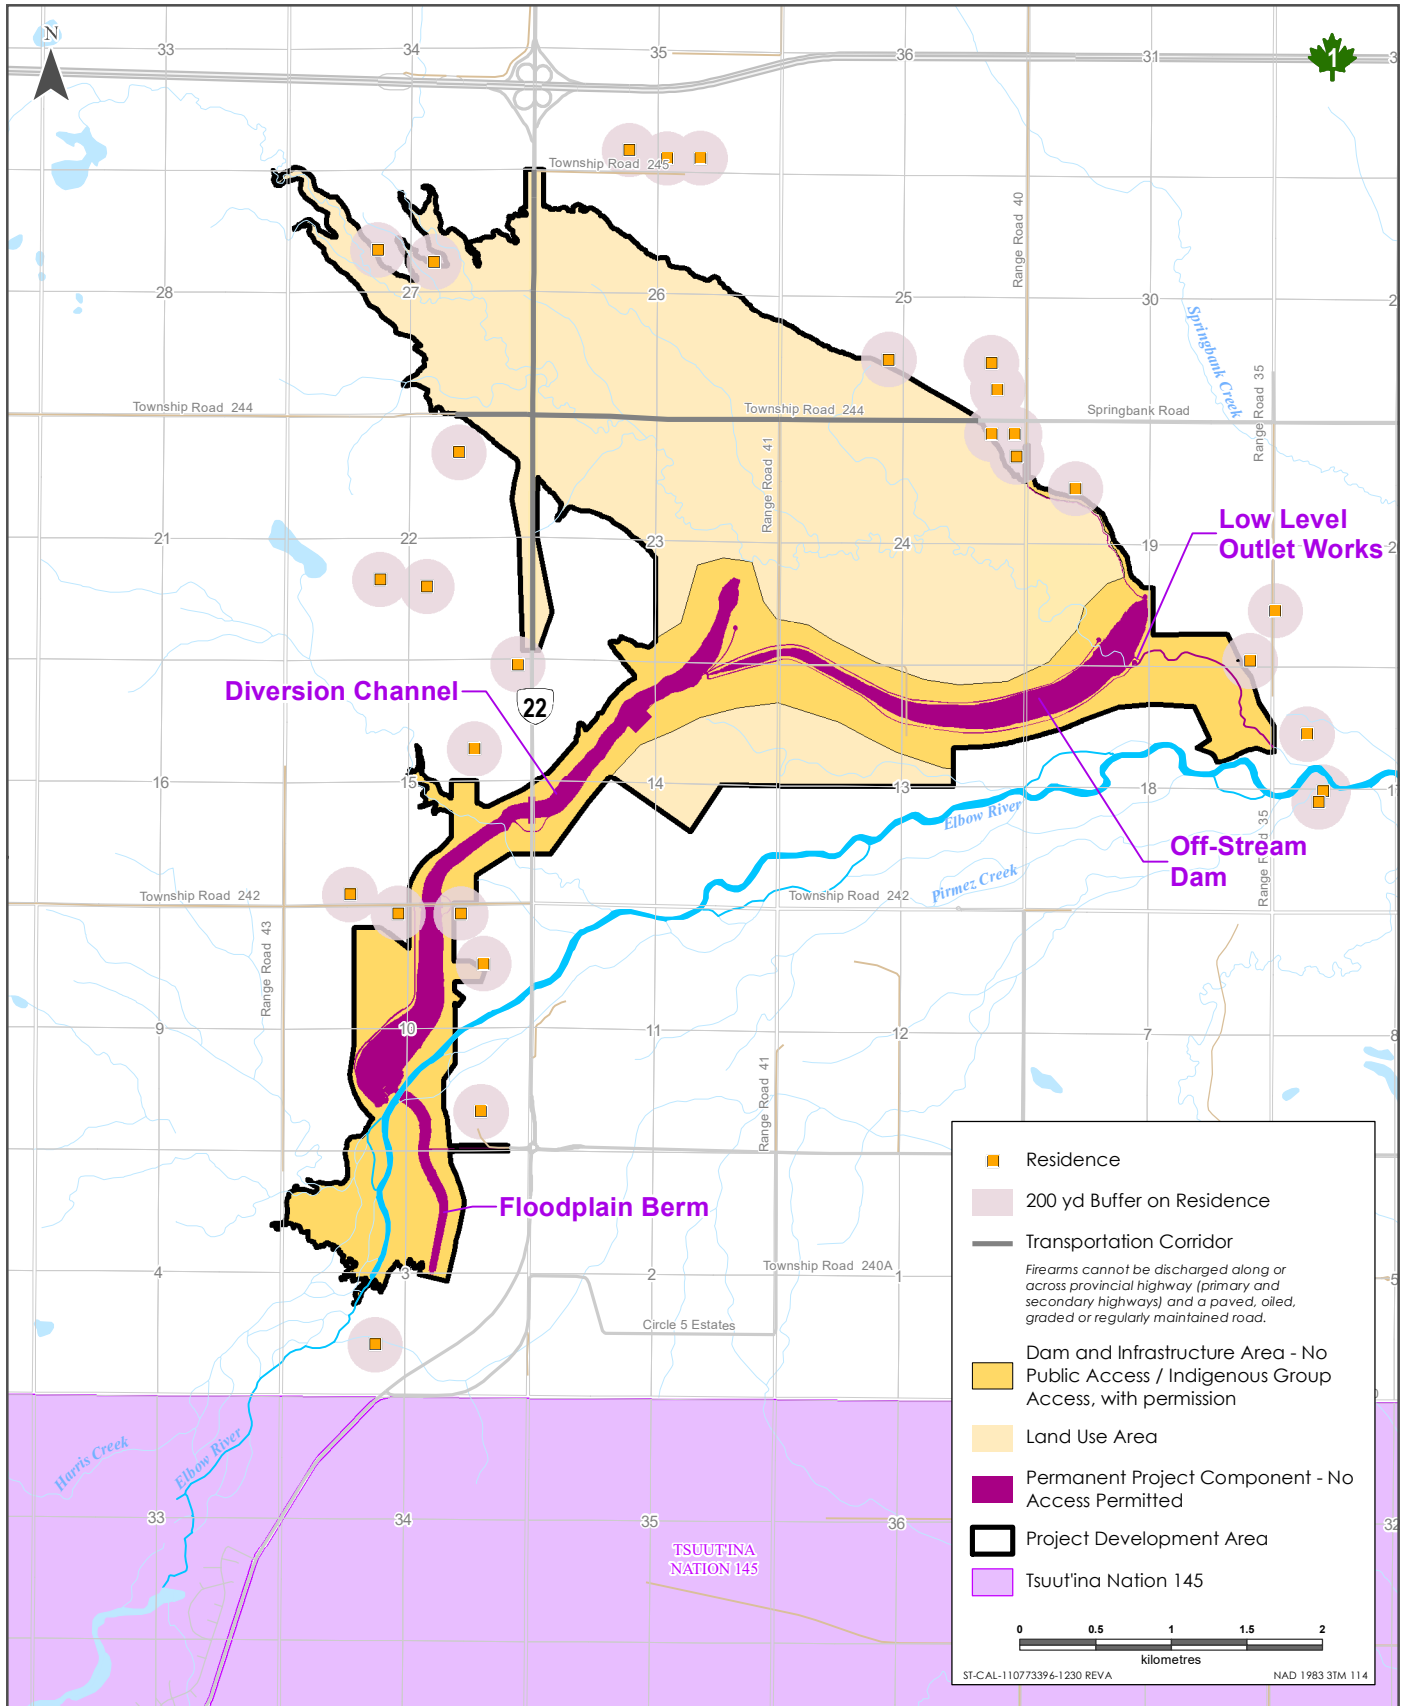 N
33
34
35
36
31
3
1
Township Road 245
Range Road 40
28
27
26
25
30
2
Springbank Creek
Range Road 35
Township Road 244
Township Road 244
Springbank Road
Range Road 41
21
22
23
24
19
2
Low Level
Outlet Works
Diversion Channel
22
16
15
14
13
18
1
Elbow River
Off-Stream
Dam
Pirmez Creek
Range Road 35
Township Road 242
Township Road 242
Range Road 43
9
10
11
12
7
8
Range Road 41
Floodplain Berm
4
3
2
Township Road 240A
1
5
Circle 5 Estates
Harris Creek
Elbow River
33
34
35
36
32
TSUUT'INA
NATION 145
Residence
200 yd Buffer on Residence
Transportation Corridor
Firearms cannot be discharged along or
across provincial highway (primary and
secondary highways) and a paved, oiled,
graded or regularly maintained road.
Dam and Infrastructure Area - No
Public Access / Indigenous Group
Access, with permission
Land Use Area
Permanent Project Component - No
Access Permitted
Project Development Area
Tsuut'ina Nation 145
0 0.5 1 1.5 2
kilometres
ST-CAL-110773396-1230 REVA NAD 1983 3TM 114